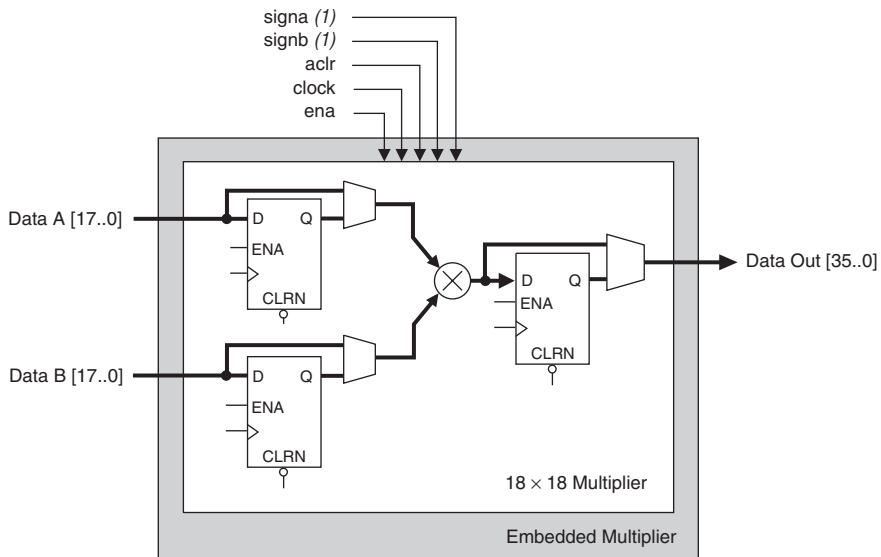 signa (1)
signb (1)
aclr
clock
ena
Data A [17..0]
D Q
ENA
CLRN
Data B [17..0]
D Q
ENA
CLRN
D Q
ENA
CLRN
Data Out [35..0]
18 × 18 Multiplier
Embedded Multiplier